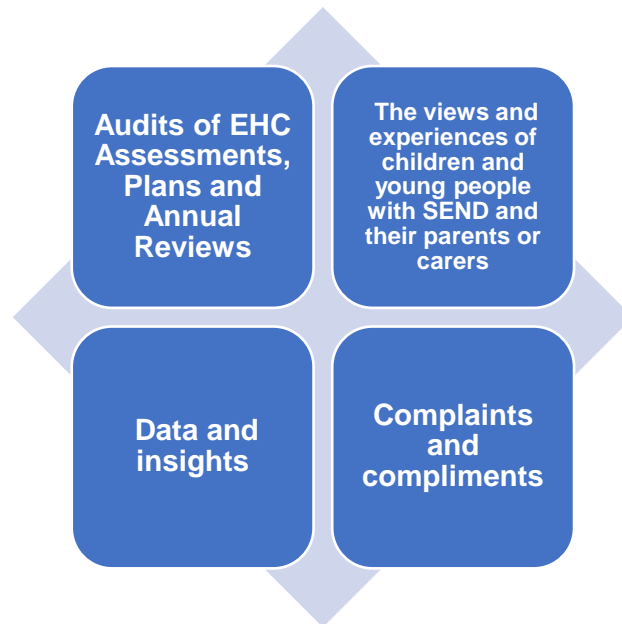 Audits of EHC
Assessments,
Plans and
Annual
Reviews
The views and
experiences of
children and
young people
with SEND and
their parents or
carers
Data and
insights
Complaints
and
compliments